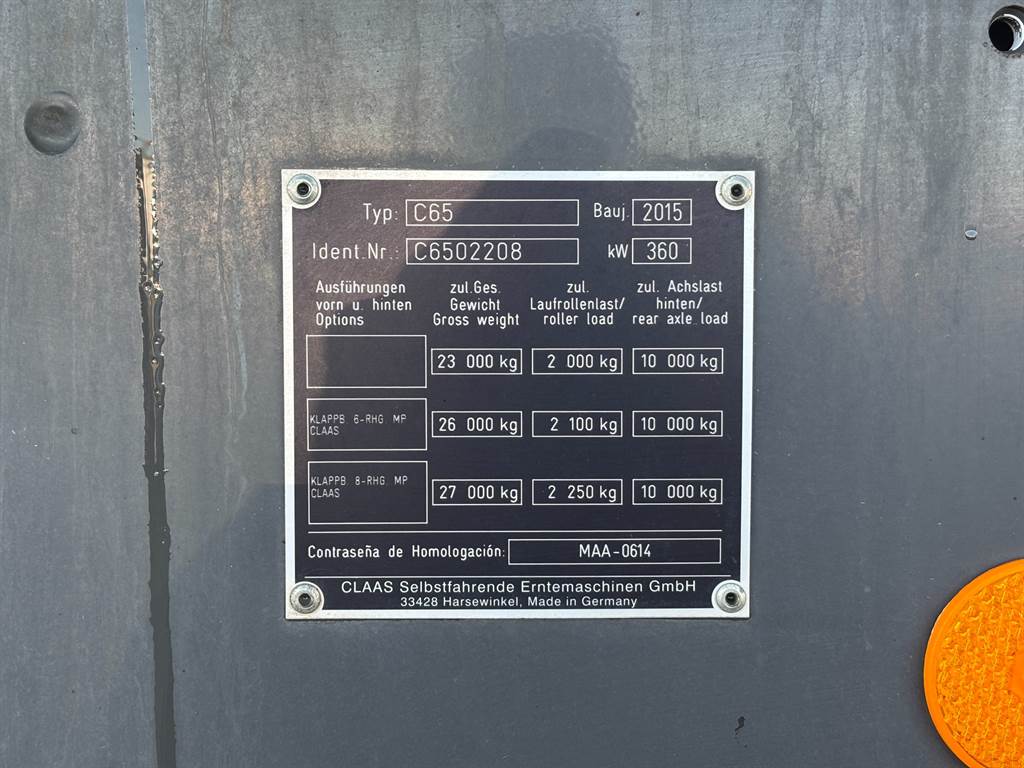 Typ: C65 Bauj. 2015
Ident.Nr.: C6502208 kW 360
Ausführungen zul.Ges. zul. zul. Achslast
vorn u. hinten Gewicht Laufrollenlast/ hinten/
Options Gross weight roller load rear axle load
23 000 kg 2 000 kg 10 000 kg
KLAPPB. 6-RHG. MP
CLAAS
26 000 kg 2 100 kg 10 000 kg
KLAPPB. 8-RHG. MP
CLAAS
27 000 kg 2 250 kg 10 000 kg
Contraseña de Homologación: MAA-0614
CLAAS Selbstfahrende Erntemaschinen GmbH
33428 Harsewinkel, Made in Germany